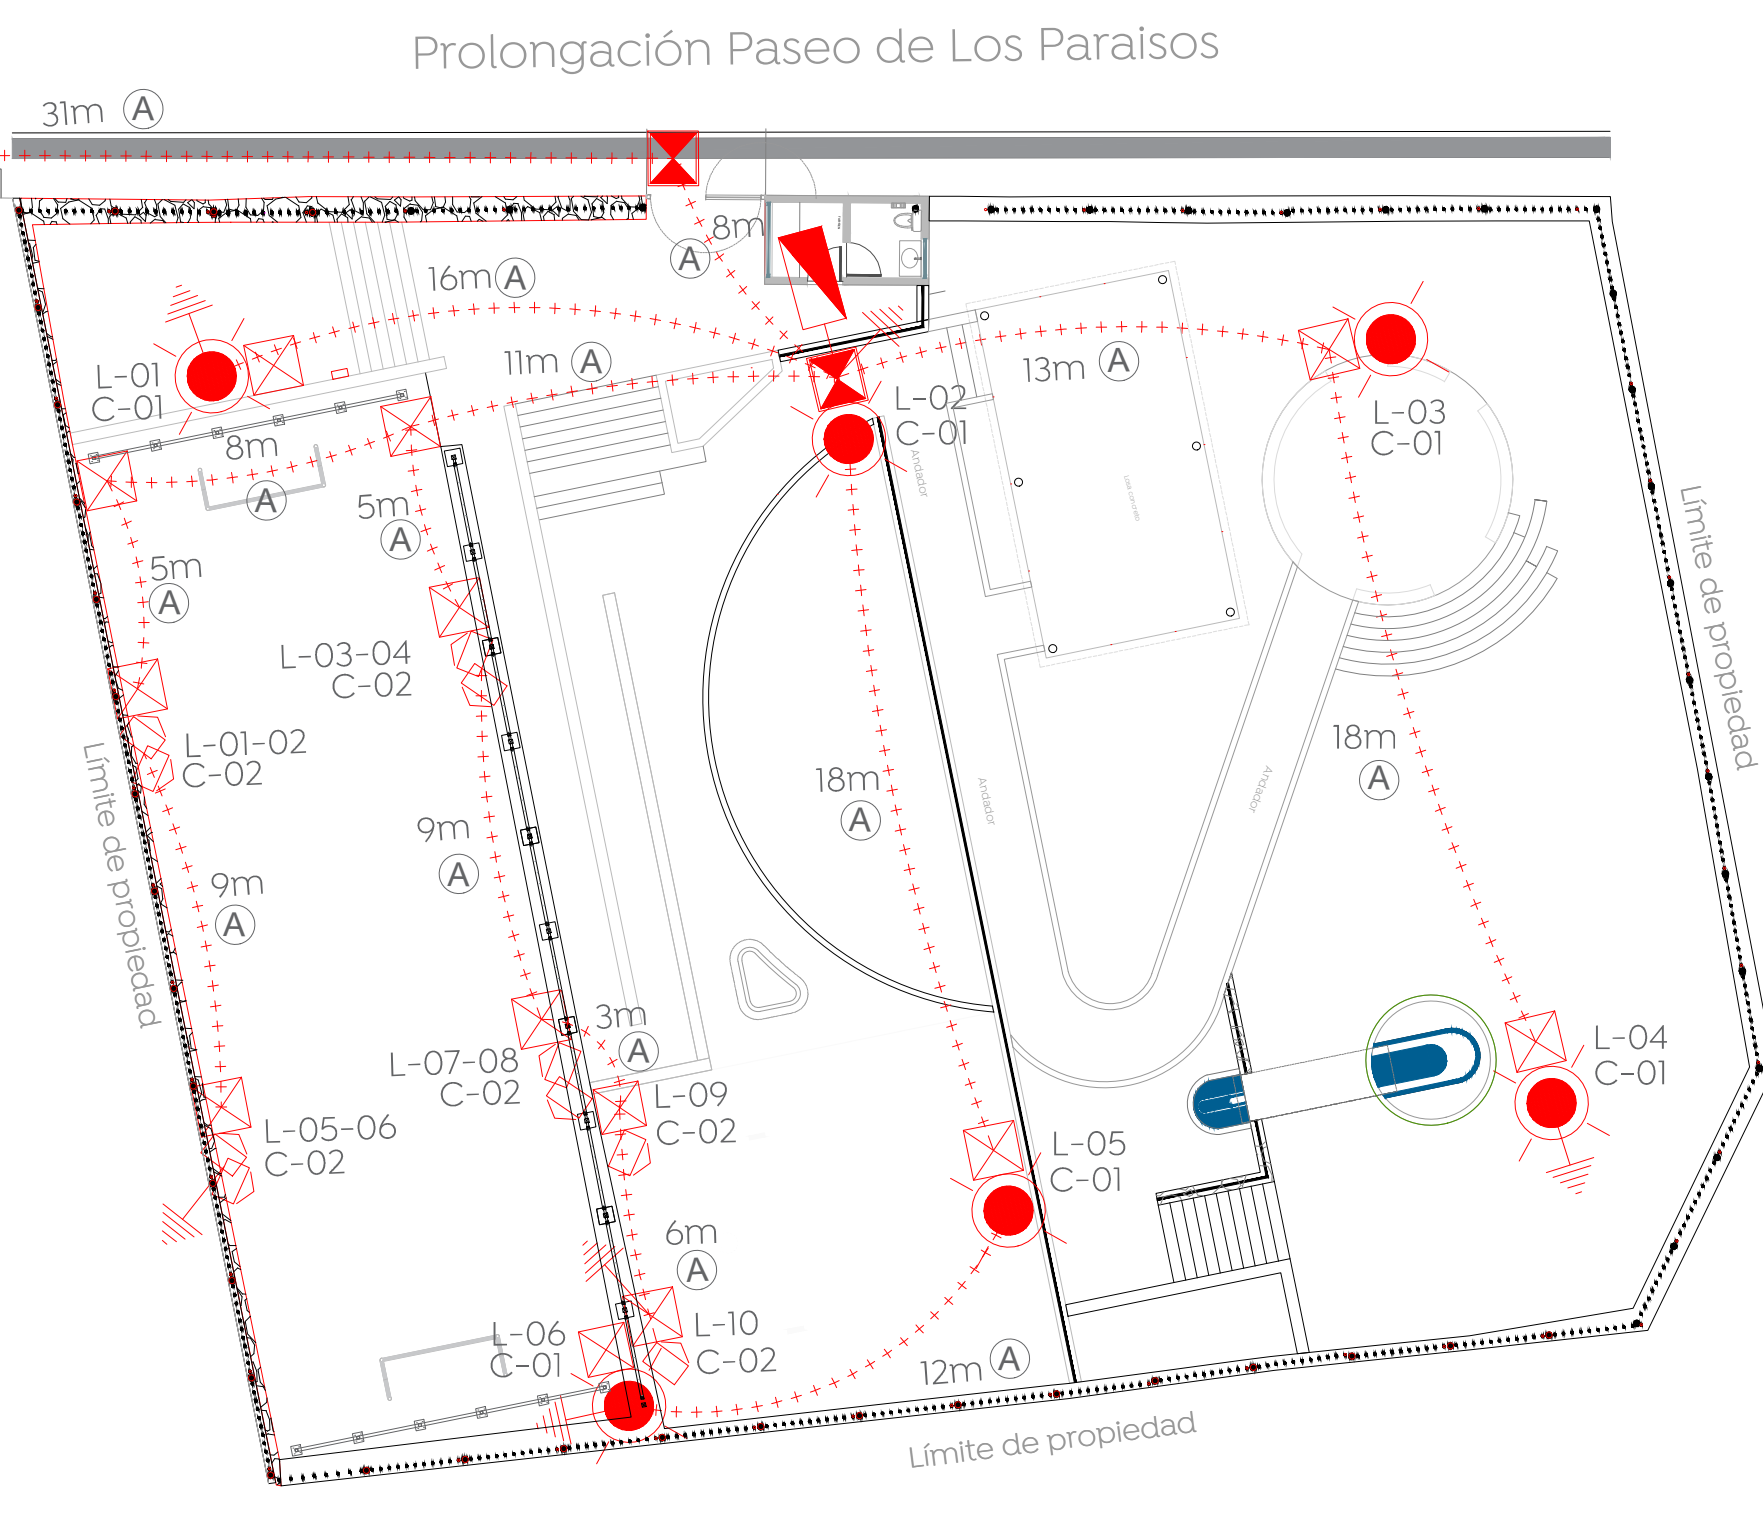 Prolongación Paseo de Los Paraisos
31m A
8m
A
16m A
11m A
13m A
L-01
C-01
L-02
C-01
L-03
C-01
8m
A
5m
A
5m
A
Andador
Losa concreto
Límite de propiedad
L-03-04
C-02
L-01-02
C-02
18m
A
18m
A
Andador
Andador
9m
A
9m
A
Límite de propiedad
3m
A
L-07-08
C-02
L-09
C-02
L-04
C-01
L-05-06
C-02
L-05
C-01
6m
A
L-06
C-01
L-10
C-02
12m A
Límite de propiedad